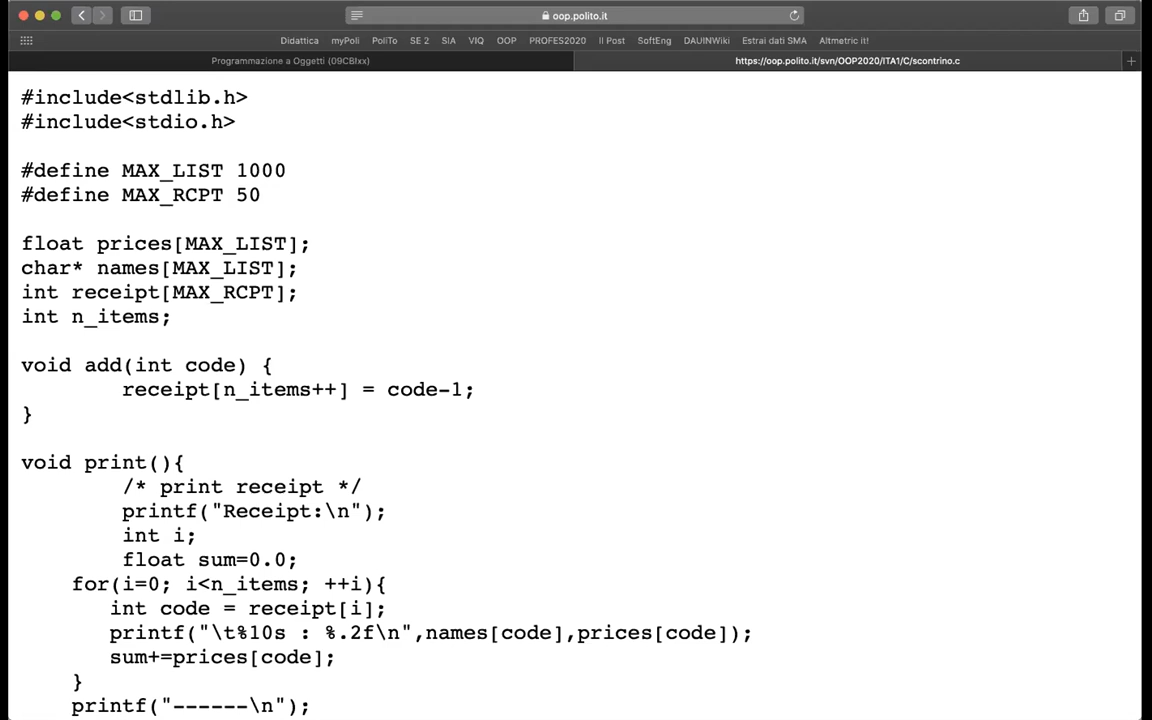 oop.polito.it
Didattica myPoli PoliTo SE 2 SIA VIQ OOP PROFES2020 Il Post SoftEng DAUINWiki Estrai dati SMA Altmetric it!
Programmazione a Oggetti (09CBIxx) https://oop.polito.it/svn/OOP2020/ITA1/C/scontrino.c
#include<stdlib.h>
#include<stdio.h>
#define MAX_LIST 1000
#define MAX_RCPT 50
float prices[MAX_LIST];
char* names[MAX_LIST];
int receipt[MAX_RCPT];
int n_items;
void add(int code) {
receipt[n_items++] = code-1;
}
void print(){
/* print receipt */
printf("Receipt:\n");
int i;
float sum=0.0;
for(i=0; i<n_items; ++i){
int code = receipt[i];
printf("\t%10s : %.2f\n",names[code],prices[code]);
sum+=prices[code];
}
printf("------\n");